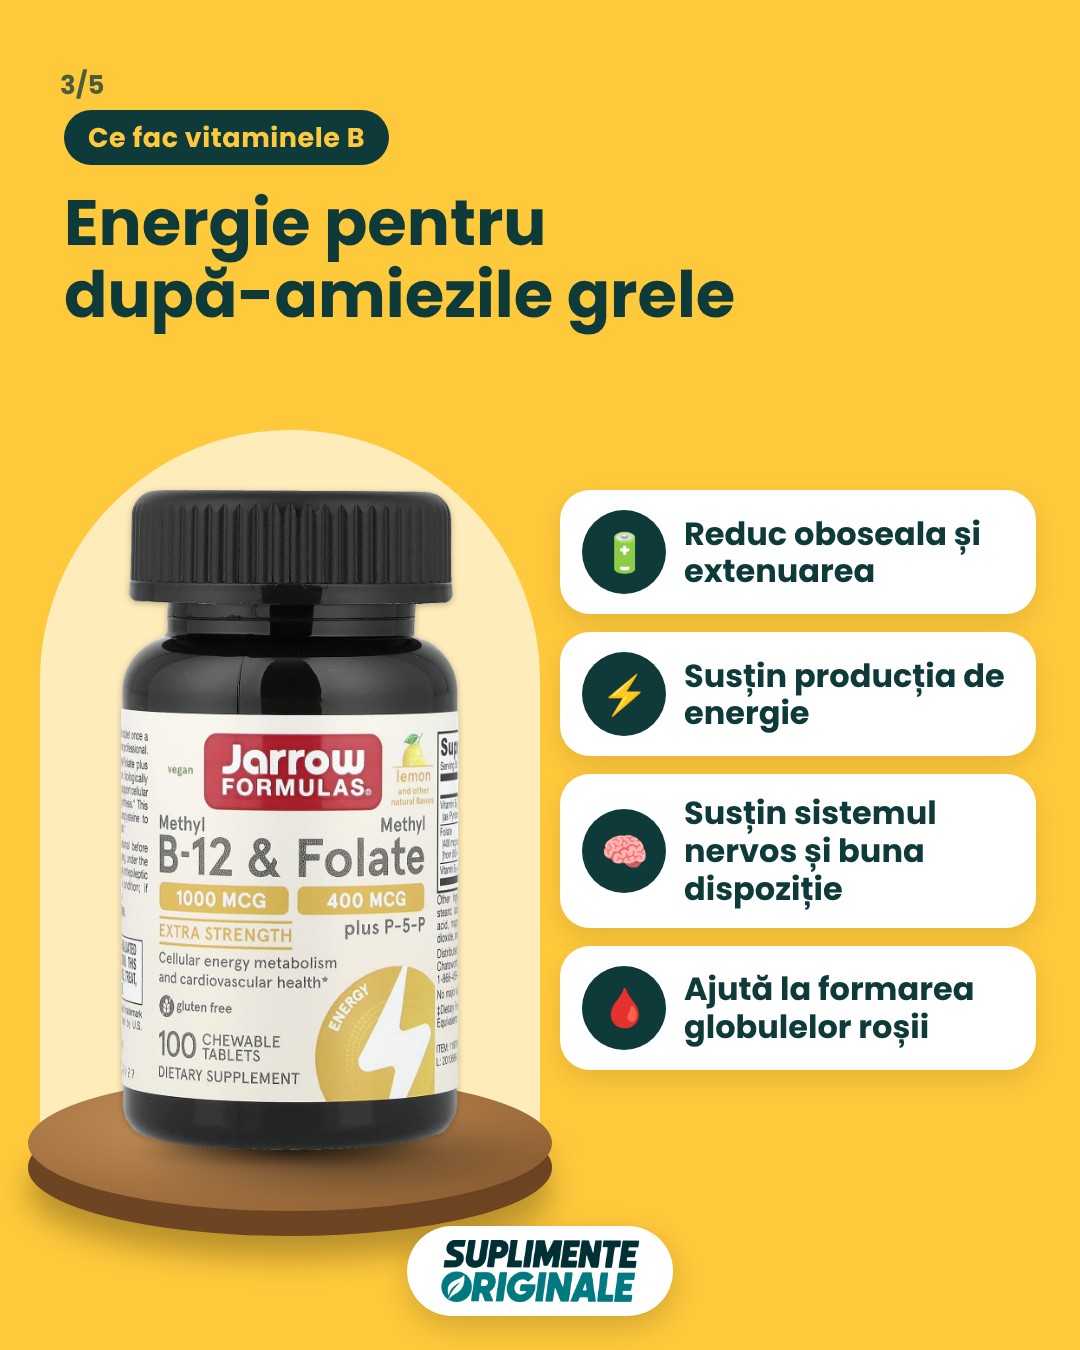 3/5
Ce fac vitaminele B
Energie pentru
după-amiezile grele
Reduc oboseala și
extenuarea
Susțin producția de
energie
Susțin sistemul
nervos și buna
dispoziție
Ajută la formarea
globulelor roșii
vegan
Jarrow
FORMULAS®
lemon
and other
natural flavors
Methyl Methyl
B-12 & Folate
1000 MCG 400 MCG
EXTRA STRENGTH
plus P-5-P
Cellular energy metabolism
and cardiovascular health*
gluten free
ENERGY
100 CHEWABLE
TABLETS
DIETARY SUPPLEMENT
SUPLIMENTE
ORIGINALE